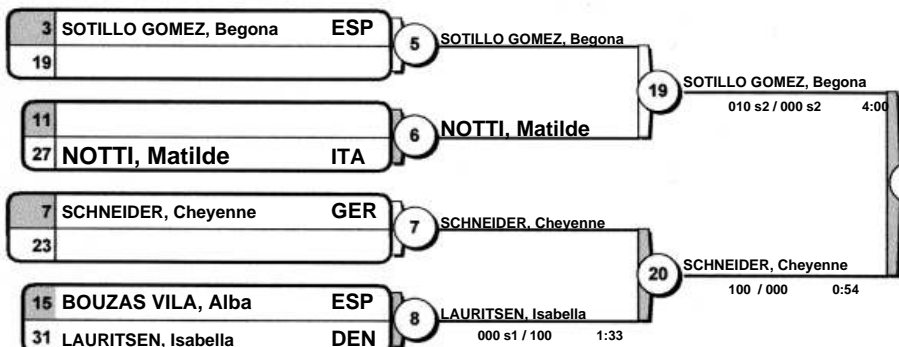 3 SOTILLO GOMEZ, Begona ESP
19
5
SOTILLO GOMEZ, Begona
11
27 NOTTI, Matilde ITA
6
NOTTI, Matilde
19
SOTILLO GOMEZ, Begona
010 s2 / 000 s2 4:00
7 SCHNEIDER, Cheyenne GER
23
7
SCHNEIDER, Cheyenne
15 BOUZAS VILA, Alba ESP
31 LAURITSEN, Isabella DEN
8
LAURITSEN, Isabella
000 s1 / 100 1:33
20
SCHNEIDER, Cheyenne
100 / 000 0:54